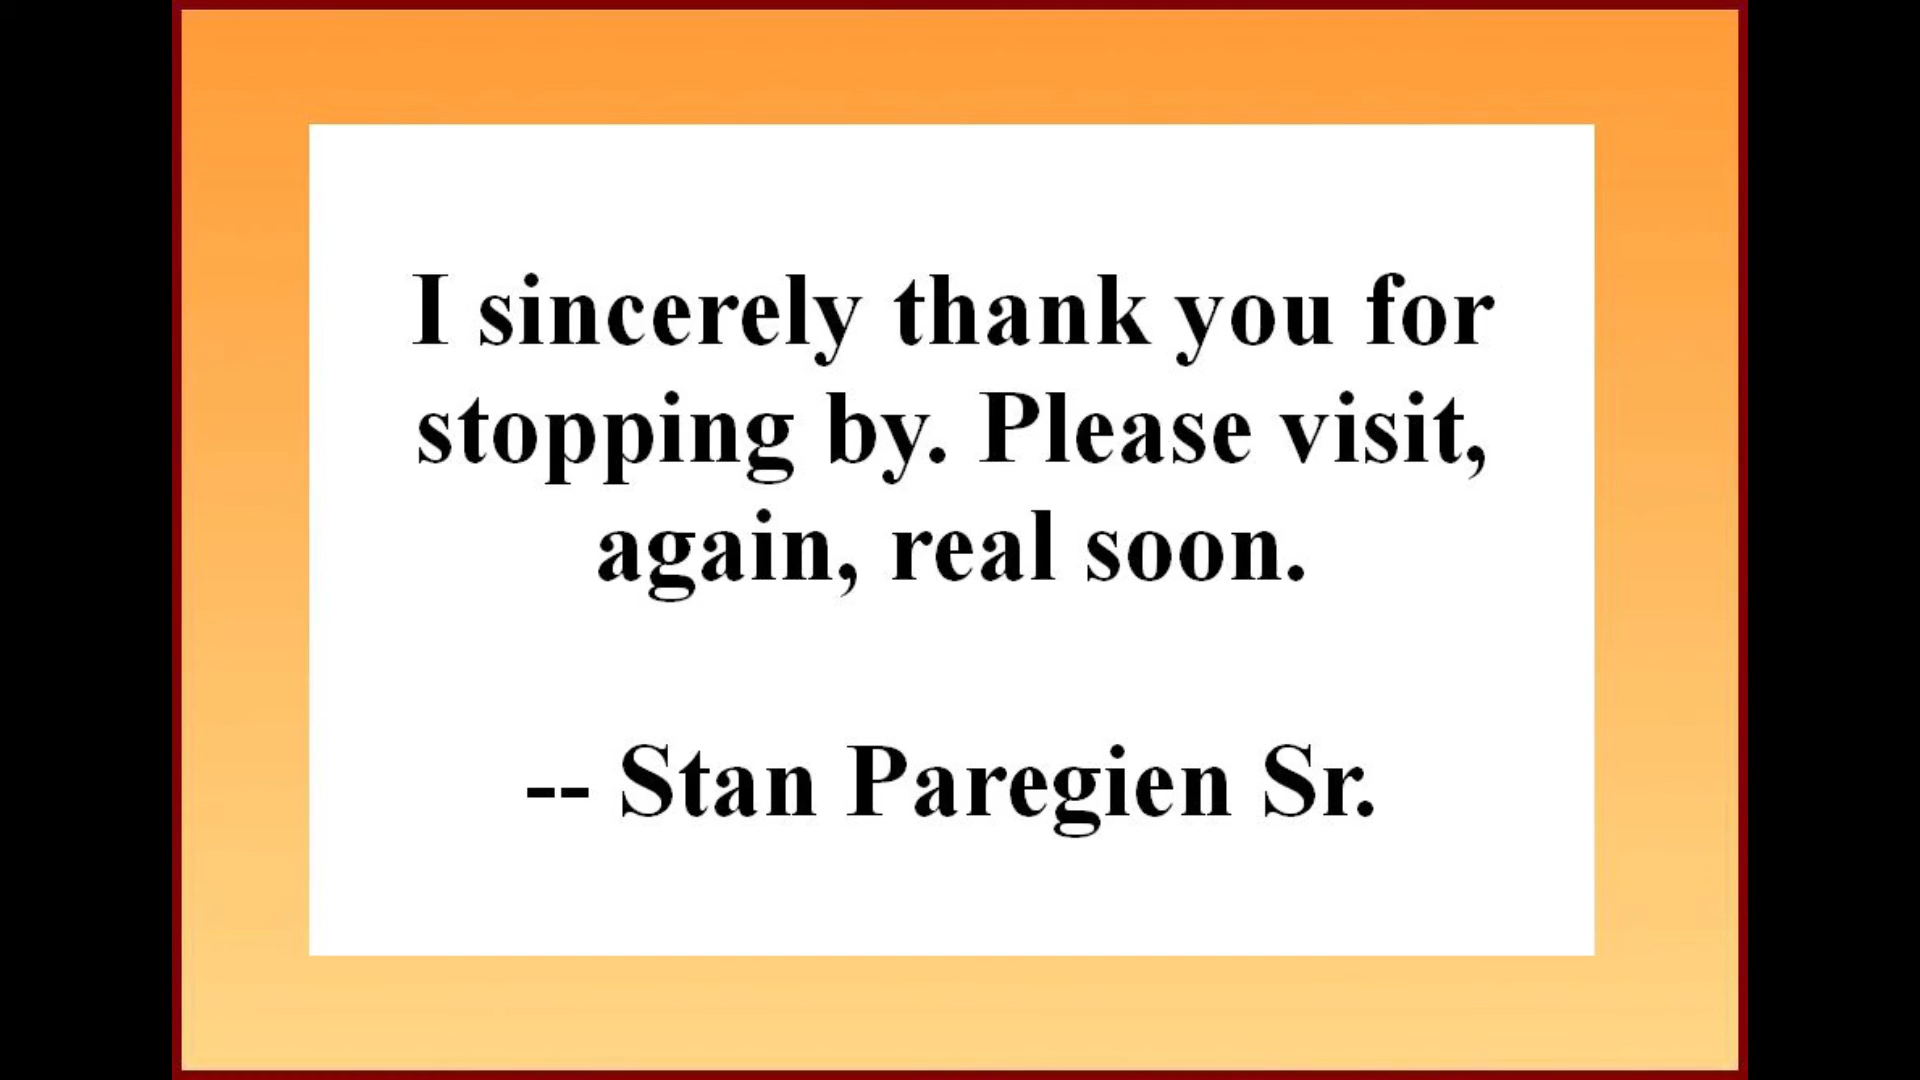 I sincerely thank you for
stopping by. Please visit,
again, real soon.
-- Stan Paregien Sr.